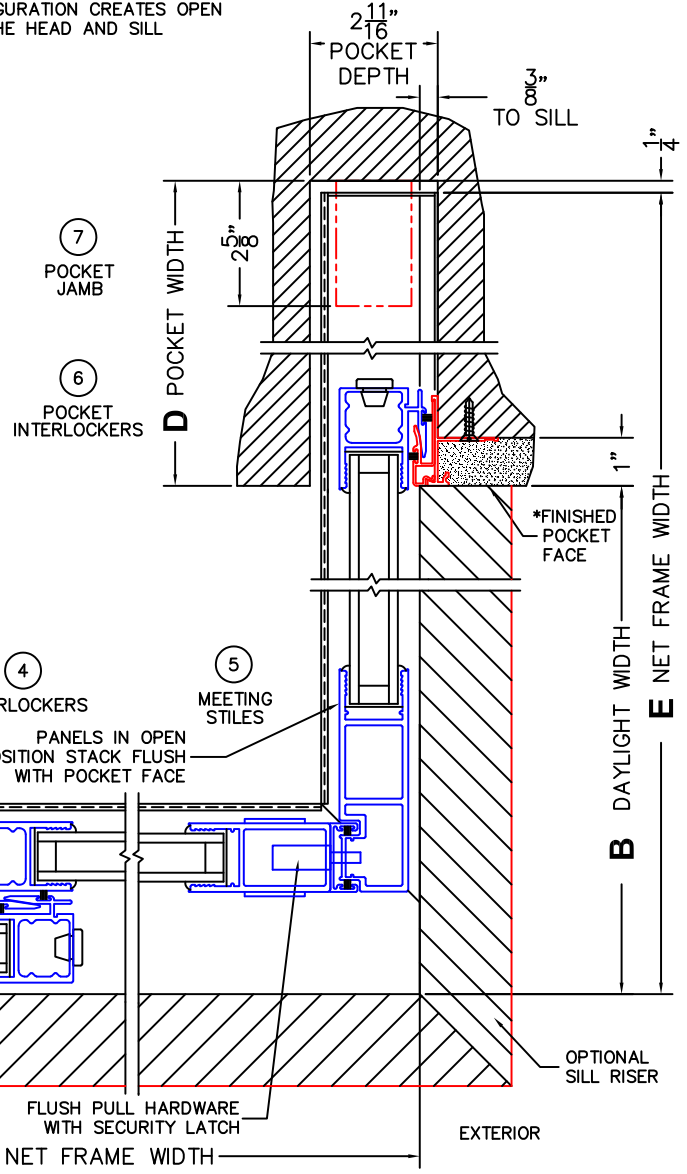 GURATION CREATES OPEN
HE HEAD AND SILL
2 11/16"
POCKET
DEPTH
3/8"
TO SILL
1/4"
7
POCKET
JAMB
D POCKET WIDTH
2 5/8"
6
POCKET
INTERLOCKERS
1"
*FINISHED
POCKET
FACE
4
RLOCKERS
5
MEETING
STILES
PANELS IN OPEN
OSITION STACK FLUSH
WITH POCKET FACE
B DAYLIGHT WIDTH
E NET FRAME WIDTH
OPTIONAL
SILL RISER
FLUSH PULL HARDWARE
WITH SECURITY LATCH
EXTERIOR
NET FRAME WIDTH